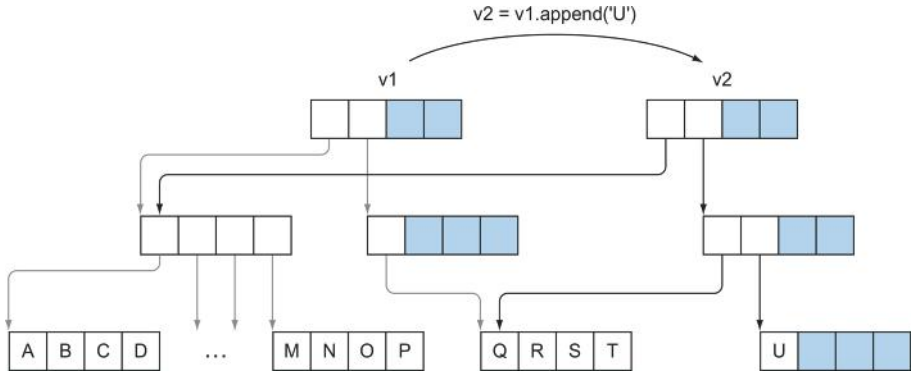 v2 = v1.append('U')
v1 v2
A B C D ... M N O P Q R S T U